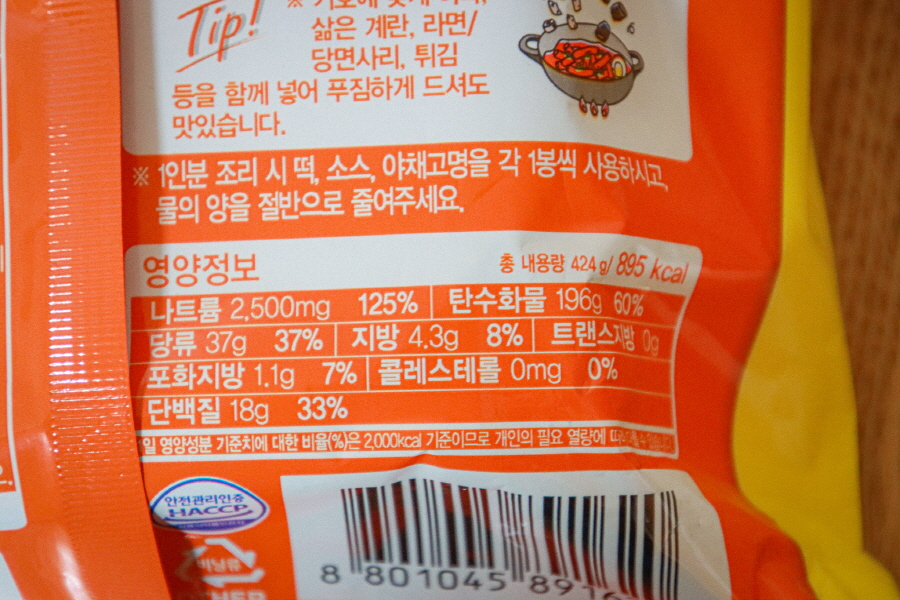 Tip!
삶은 계란, 라면/
당면사리, 튀김
등을 함께 넣어 푸짐하게 드셔도
맛있습니다.
※ 1인분 조리 시 떡, 소스, 야채고명을 각 1봉씩 사용하시고,
물의 양을 절반으로 줄여주세요.
영양정보 총 내용량 424 g/ 895 kcal
나트륨 2,500mg 125% 탄수화물 196g 60%
당류 37g 37% 지방 4.3g 8% 트랜스지방 0g
포화지방 1.1g 7% 콜레스테롤 0mg 0%
단백질 18g 33%
1일 영양성분 기준치에 대한 비율(%)은 2,000kcal 기준이므로 개인의 필요 열량에
안전관리인증
HACCP
비닐류
OTHER
8 801045 8916